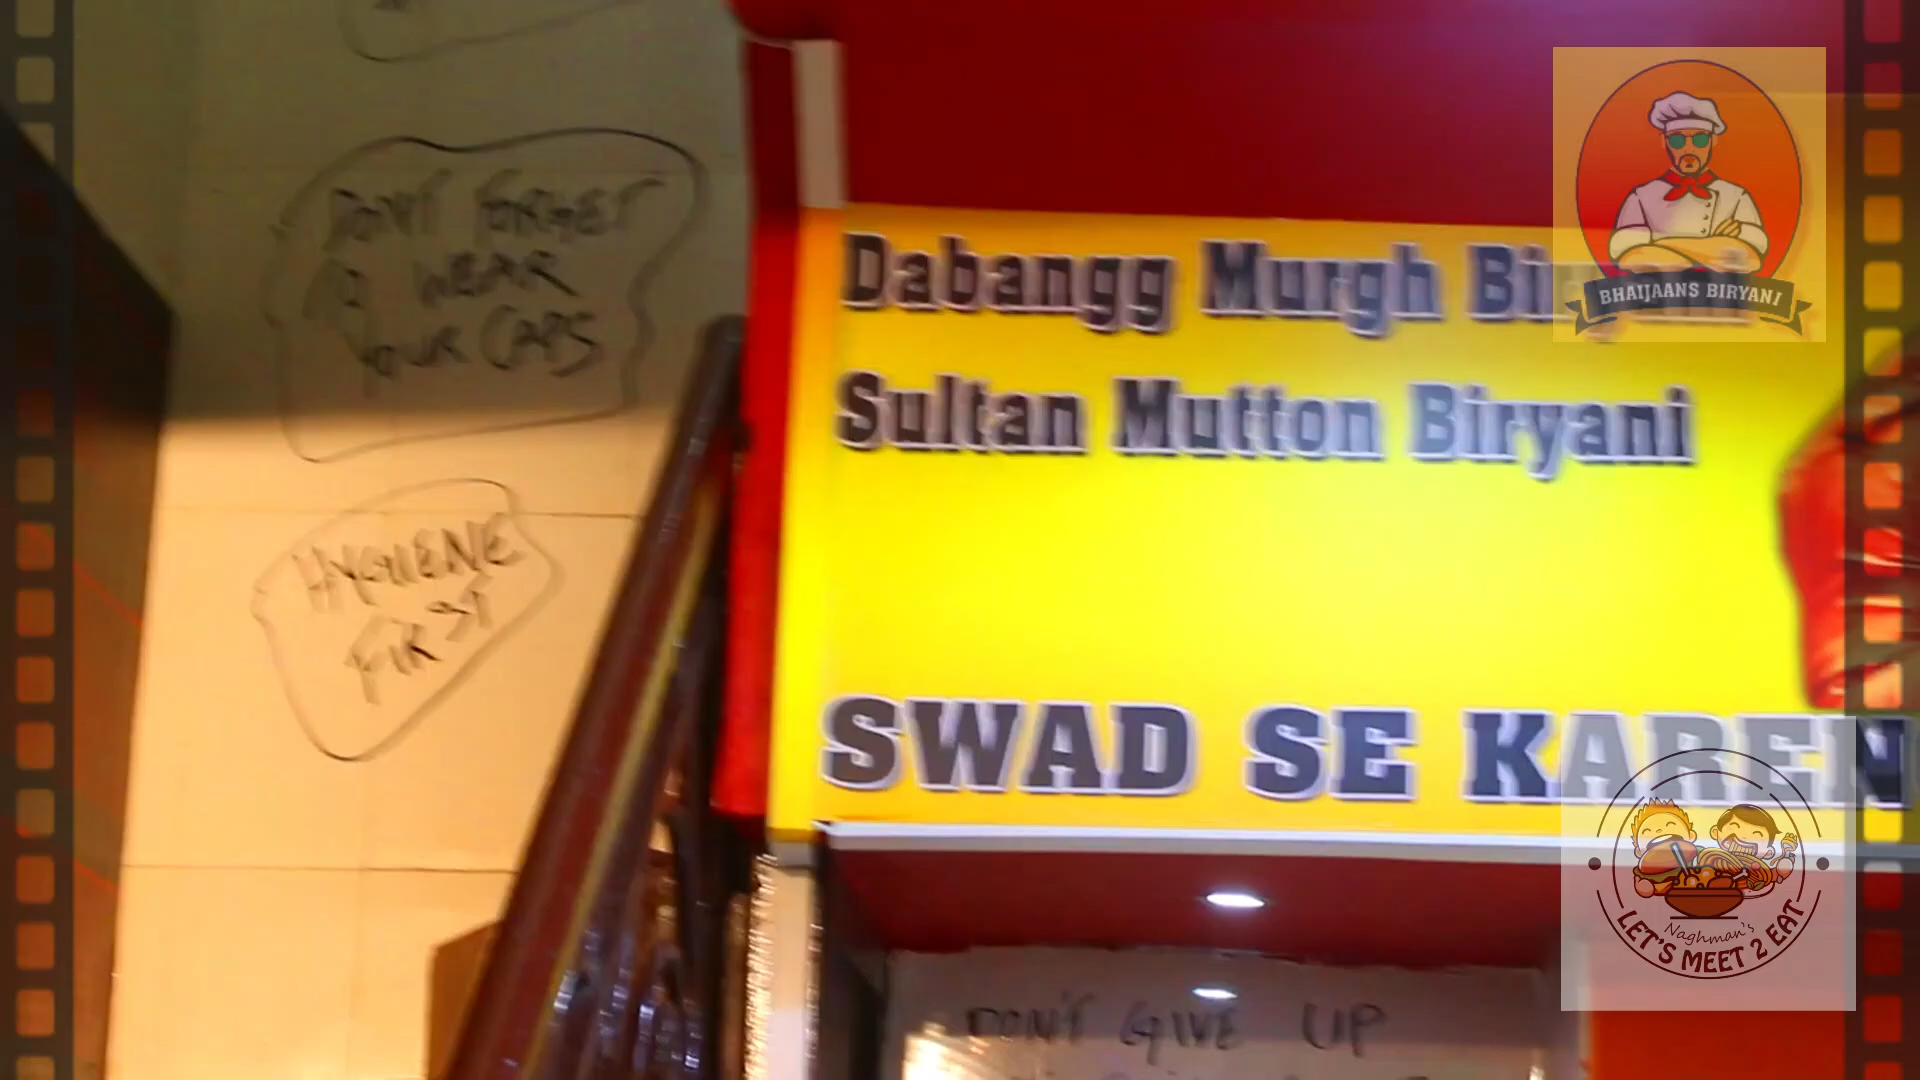 DON'T FORGET
TO WEAR
YOUR CAPS
HYGIENE
FIRST
Dabangg Murgh
Sultan Mutton Biryani
SWAD SE KAREN
DON'T GIVE UP
BHAIJAANS BIRYANI
Naghman's
LET'S MEET 2 EAT